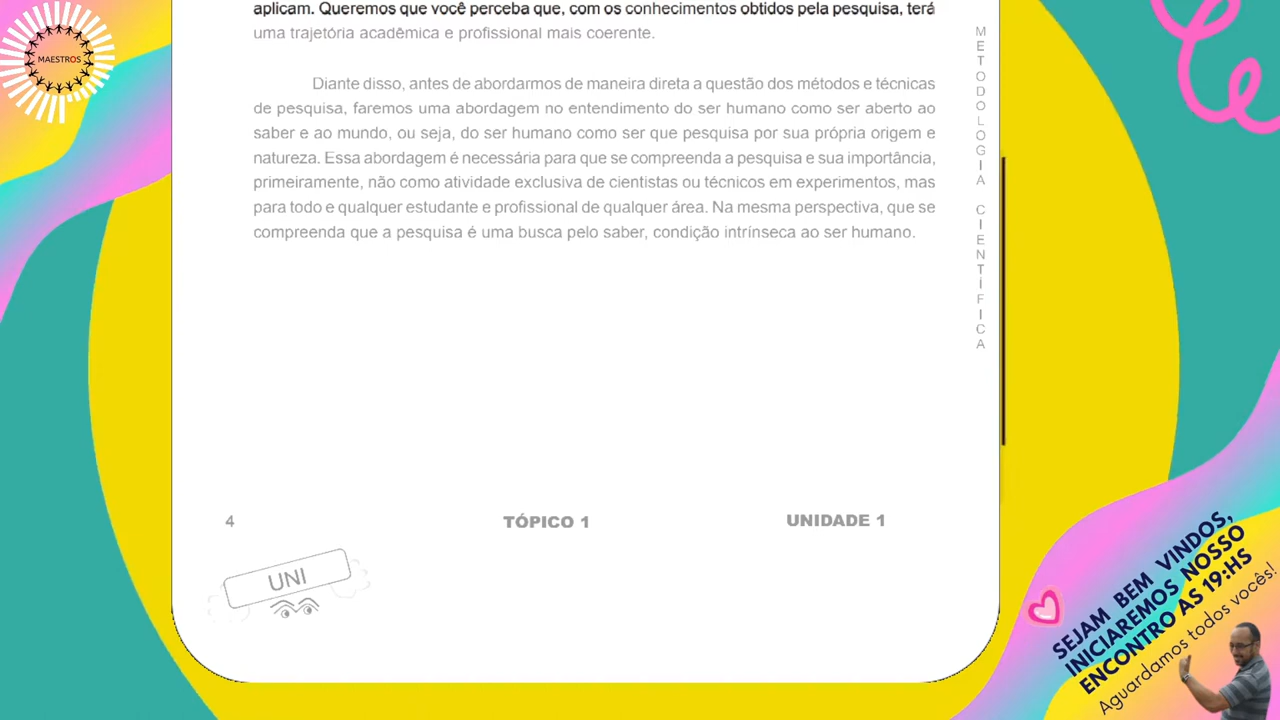 MAESTROS
aplicam. Queremos que você perceba que, com os conhecimentos obtidos pela pesquisa, terá
uma trajetória acadêmica e profissional mais coerente.
Diante disso, antes de abordarmos de maneira direta a questão dos métodos e técnicas
de pesquisa, faremos uma abordagem no entendimento do ser humano como ser aberto ao
saber e ao mundo, ou seja, do ser humano como ser que pesquisa por sua própria origem e
natureza. Essa abordagem é necessária para que se compreenda a pesquisa e sua importância,
primeiramente, não como atividade exclusiva de cientistas ou técnicos em experimentos, mas
para todo e qualquer estudante e profissional de qualquer área. Na mesma perspectiva, que se
compreenda que a pesquisa é uma busca pelo saber, condição intrínseca ao ser humano.
METODOLOGIA CIENTÍFICA
4 TÓPICO 1 UNIDADE 1
UNI
SEJAM BEM VINDOS,
INICIAREMOS NOSSO
ENCONTRO AS 19:HS
Aguardamos todos vocês!